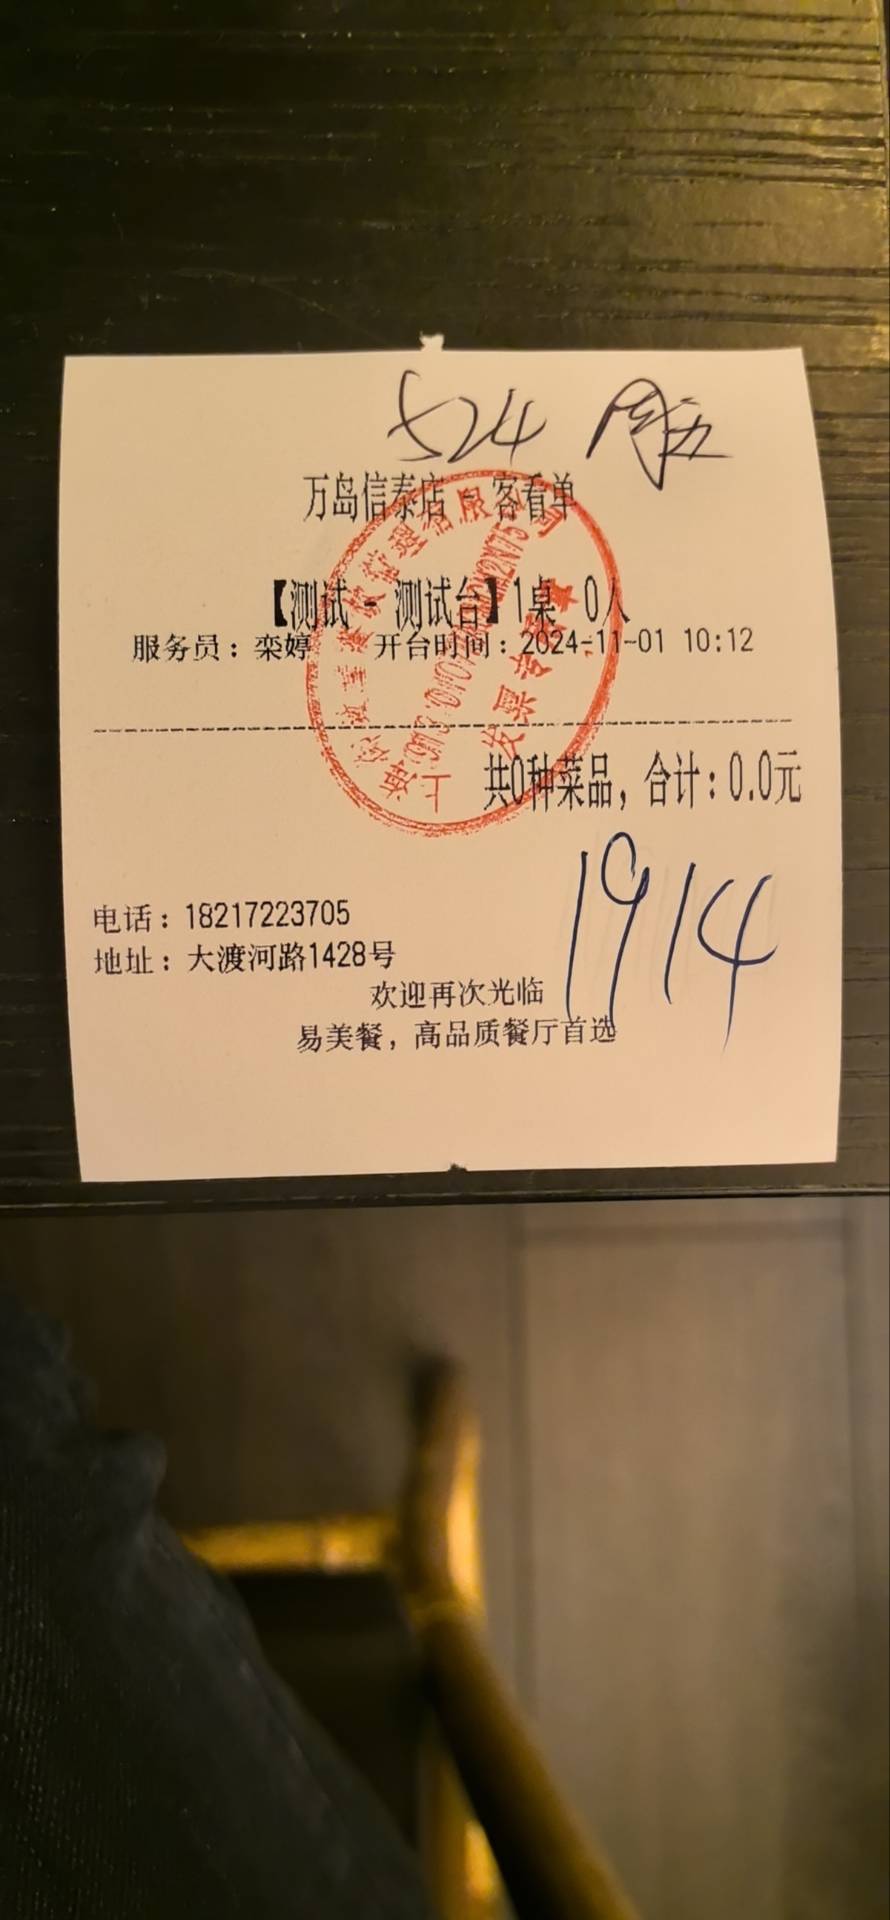 524 周五
万岛信泰店 - 客看单
【测试 - 测试台】1桌 0人
服务员：栾婷 开台时间：2024-11-01 10:12
共0种菜品，合计：0.0元
1914
电话：18217223705
地址：大渡河路1428号
欢迎再次光临
易美餐，高品质餐厅首选